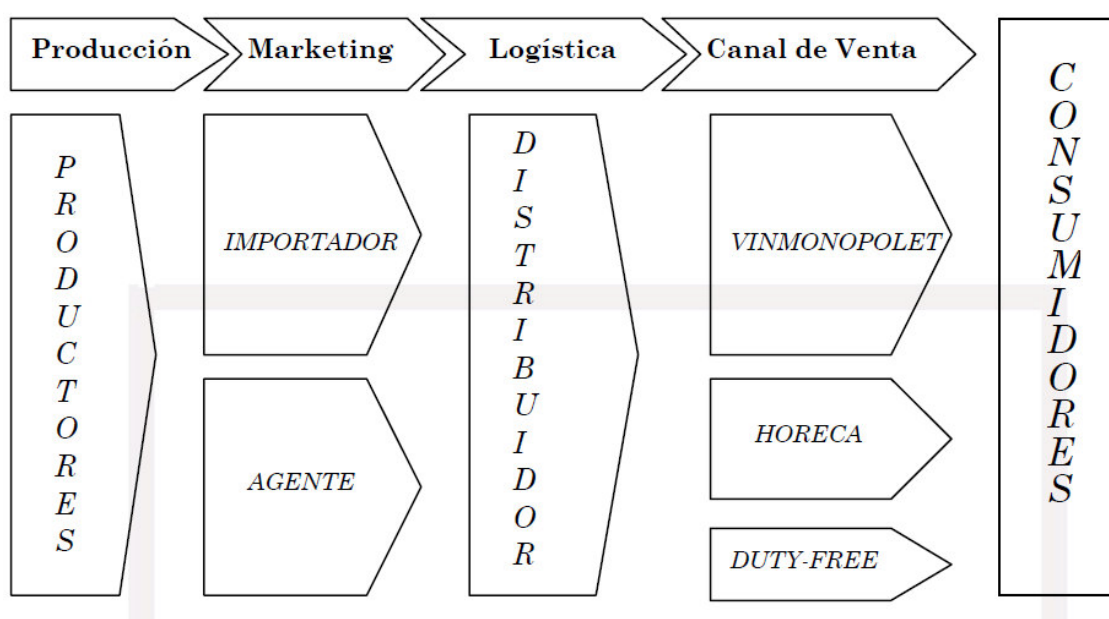 Producción
Marketing
Logística
Canal de Venta
PRODUCTORES
IMPORTADOR
AGENTE
DISTRIBUIDOR
VINMONOPOLET
HORECA
DUTY-FREE
CONSUMIDORES